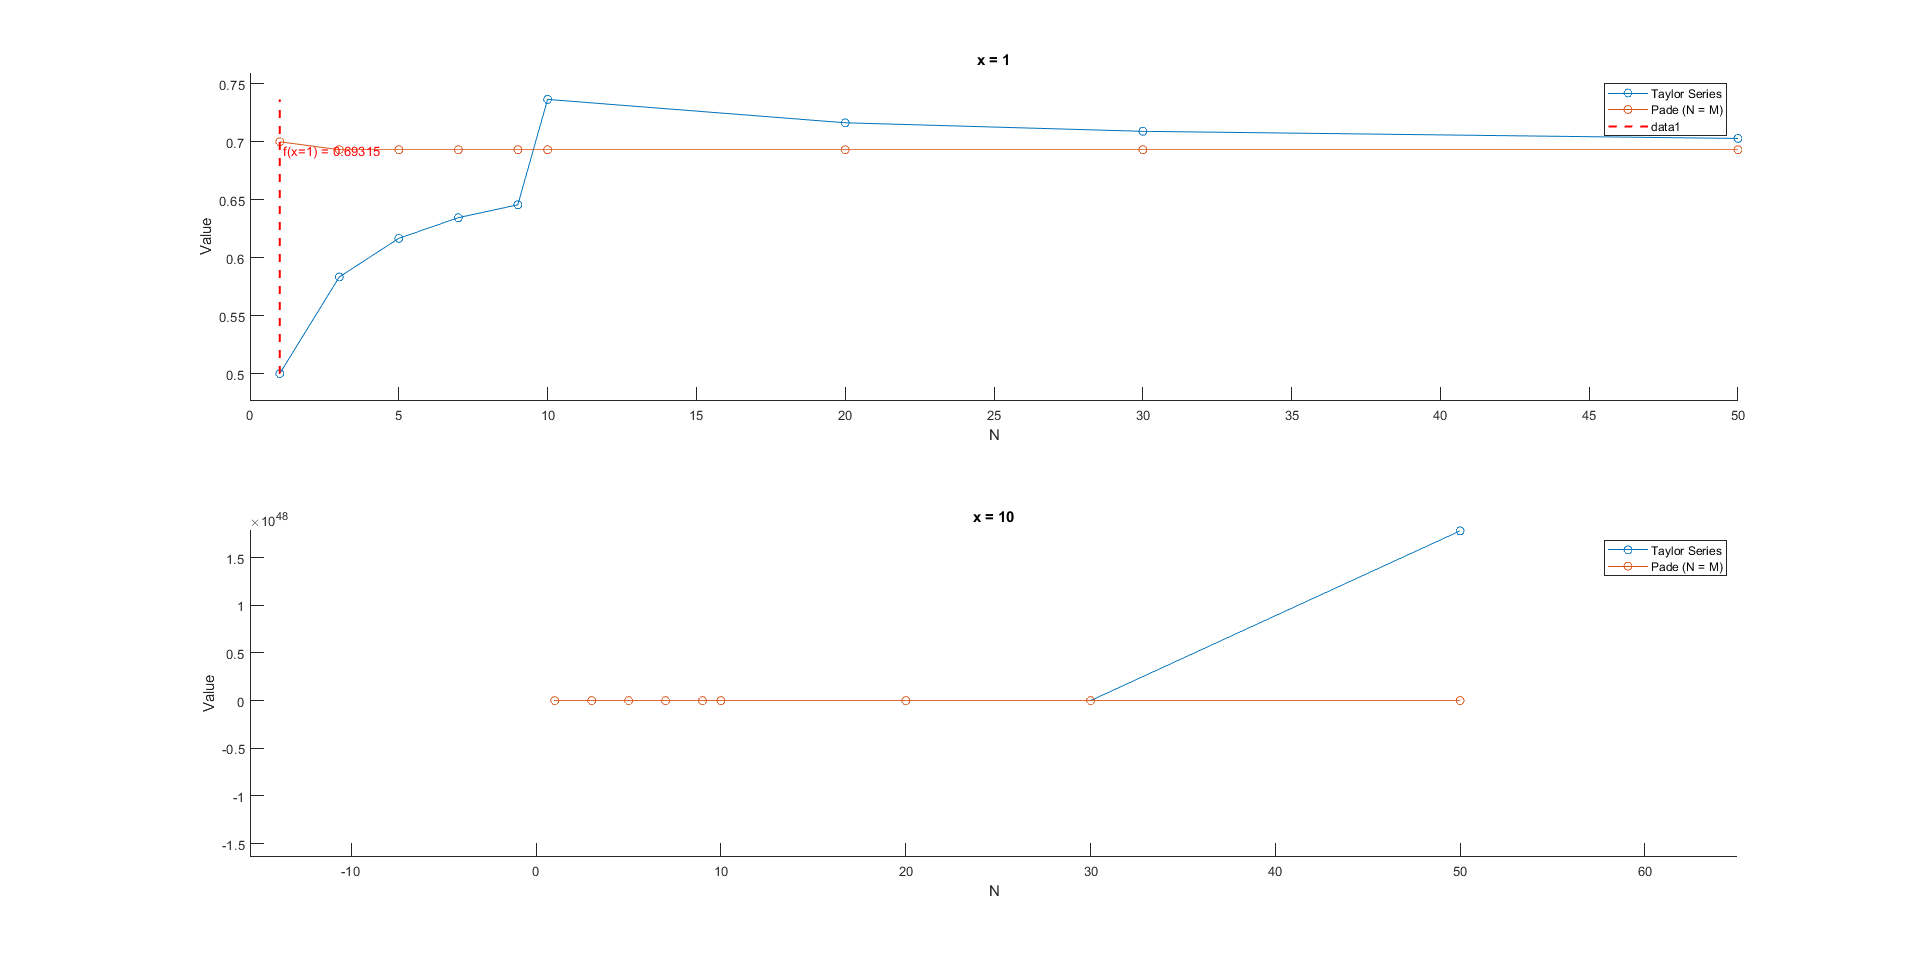 x = 1
0.75
0.7
0.65
0.6
0.55
0.5
Value
f(x=1) = 0.69315
Taylor Series
Pade (N = M)
data1
0 5 10 15 20 25 30 35 40 45 50
N
×10^48
x = 10
1.5
1
0.5
0
-0.5
-1
-1.5
Value
Taylor Series
Pade (N = M)
-10 0 10 20 30 40 50 60
N